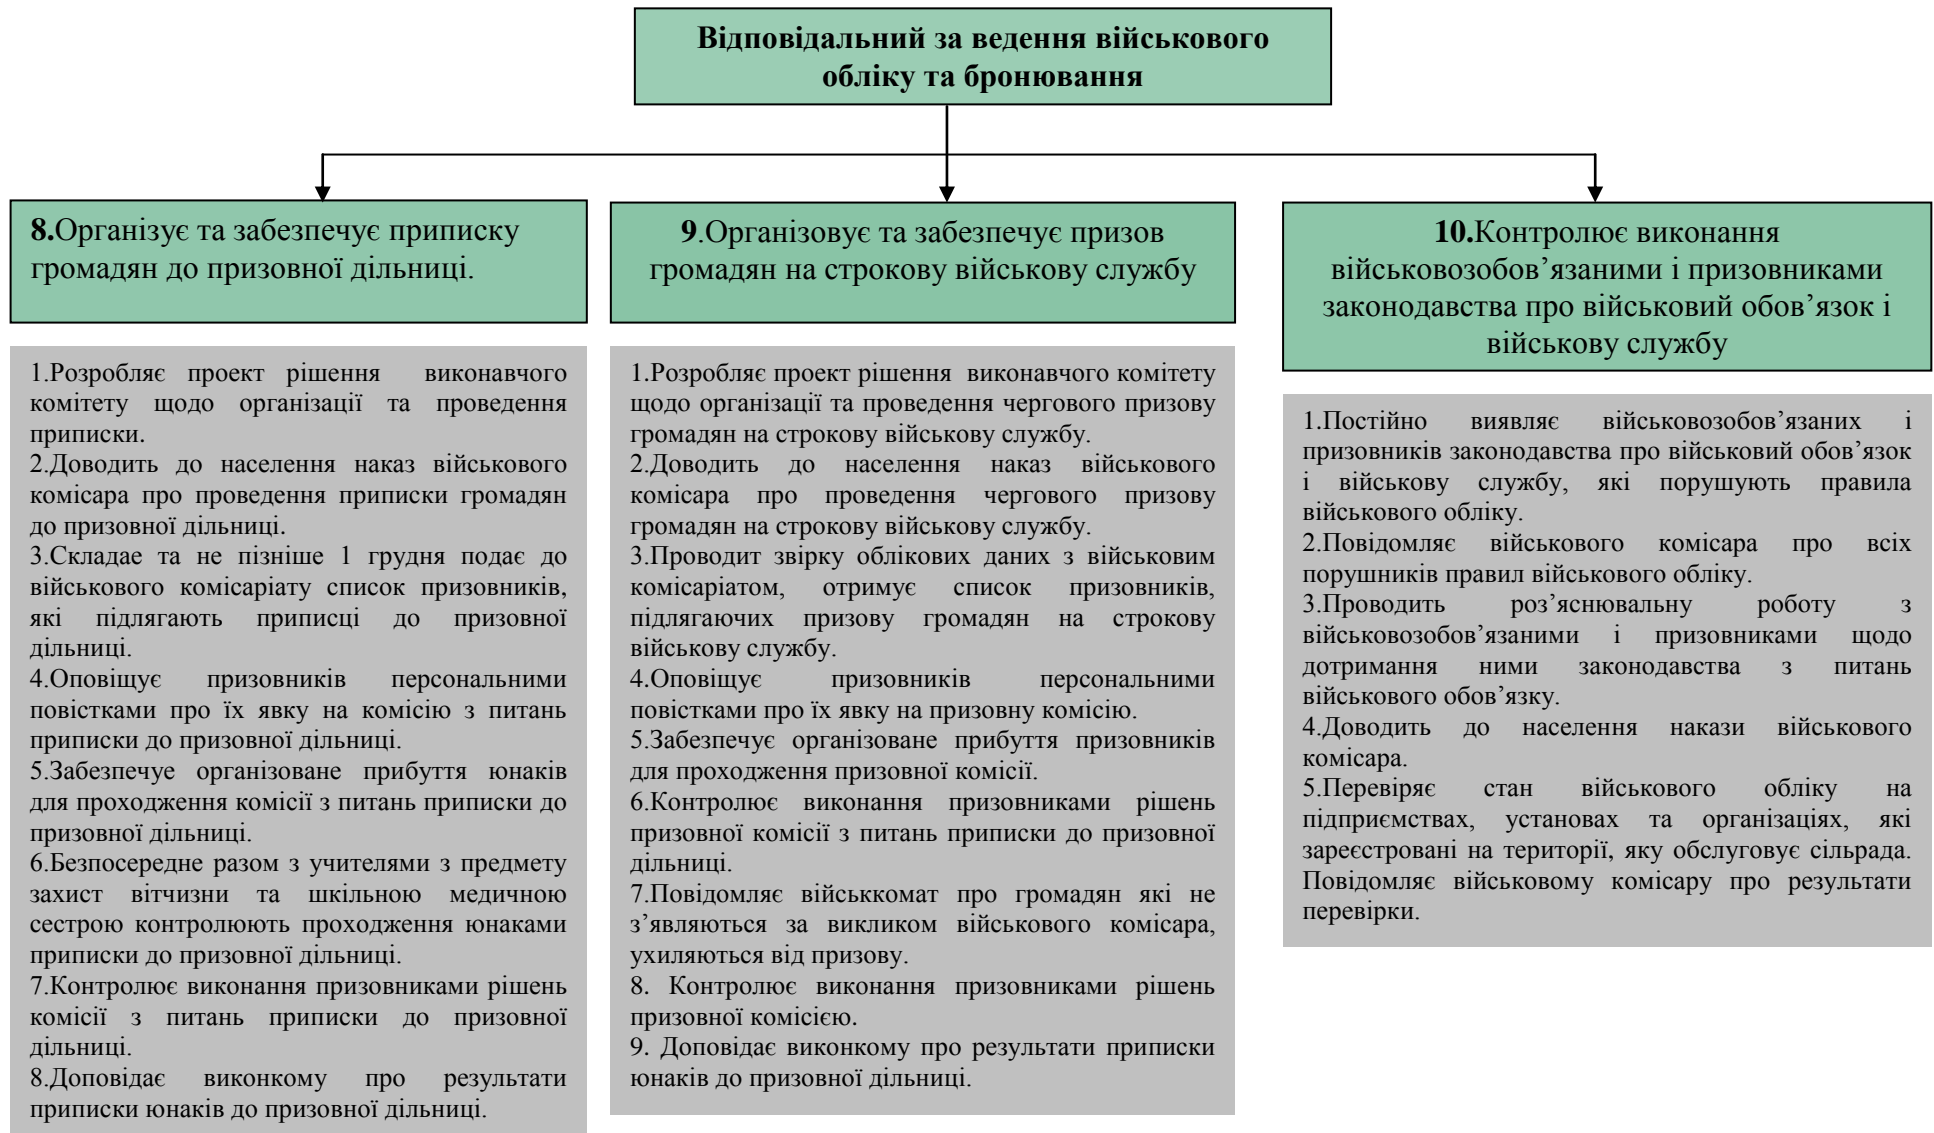 Відповідальний за ведення військового
обліку та бронювання
8.Організує та забезпечує приписку
громадян до призовної дільниці.
1.Розробляє проект рішення виконавчого
комітету щодо організації та проведення
приписки.
2.Доводить до населення наказ військового
комісара про проведення приписки громадян
до призовної дільниці.
3.Складае та не пізніше 1 грудня подає до
військового комісаріату список призовників,
які підлягають приписці до призовної
дільниці.
4.Оповіщує призовників персональними
повістками про їх явку на комісію з питань
приписки до призовної дільниці.
5.Забезпечуе організоване прибуття юнаків
для проходження комісії з питань приписки до
призовної дільниці.
6.Безпосередне разом з учителями з предмету
захист вітчизни та шкільною медичною
сестрою контролюють проходження юнаками
приписки до призовної дільниці.
7.Контролює виконання призовниками рішень
комісії з питань приписки до призовної
дільниці.
8.Доповідає виконкому про результати
приписки юнаків до призовної дільниці.
9.Організовує та забезпечує призов
громадян на строкову військову службу
1.Розробляє проект рішення виконавчого комітету
щодо організації та проведення чергового призову
громадян на строкову військову службу.
2.Доводить до населення наказ військового
комісара про проведення чергового призову
громадян на строкову військову службу.
3.Проводит звірку облікових даних з військовим
комісаріатом, отримує список призовників,
підлягаючих призову громадян на строкову
військову службу.
4.Оповіщує призовників персональними
повістками про їх явку на призовну комісію.
5.Забезпечує організоване прибуття призовників
для проходження призовної комісії.
6.Контролює виконання призовниками рішень
призовної комісії з питань приписки до призовної
дільниці.
7.Повідомляє військкомат про громадян які не
з’являються за викликом військового комісара,
ухиляються від призову.
8. Контролює виконання призовниками рішень
призовної комісією.
9. Доповідає виконкому про результати приписки
юнаків до призовної дільниці.
10.Контролює виконання
військовозобов’язаними і призовниками
законодавства про військовий обов’язок і
військову службу
1.Постійно виявляє військовозобов’язаних і
призовників законодавства про військовий обов’язок
і військову службу, які порушують правила
військового обліку.
2.Повідомляє військового комісара про всіх
порушників правил військового обліку.
3.Проводить роз’яснювальну роботу з
військовозобов’язаними і призовниками щодо
дотримання ними законодавства з питань
військового обов’язку.
4.Доводить до населення накази військового
комісара.
5.Перевіряє стан військового обліку на
підприємствах, установах та організаціях, які
зареєстровані на території, яку обслуговує сільрада.
Повідомляє військовому комісару про результати
перевірки.